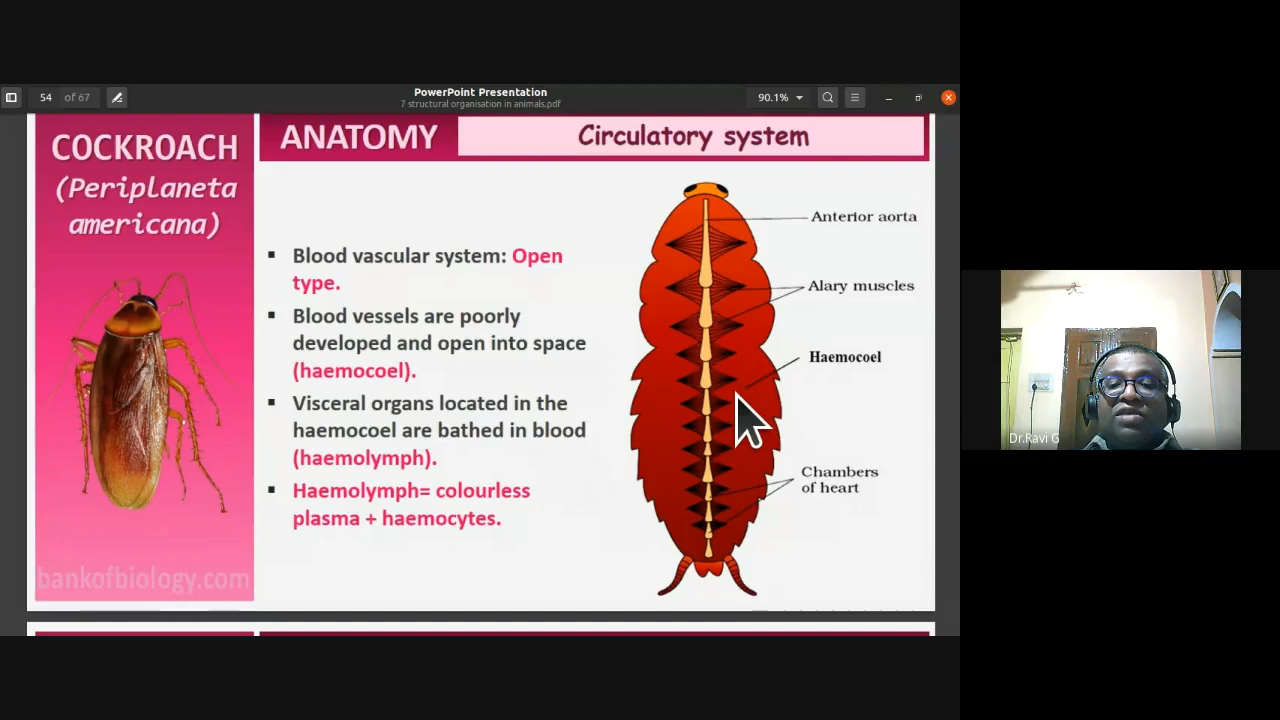 PowerPoint Presentation
54 of 67
90.1%
7 structural organisation in animals.pdf
COCKROACH
(Periplaneta
americana)
ANATOMY
Circulatory system
▪ Blood vascular system: Open
type.
▪ Blood vessels are poorly
developed and open into space
(haemocoel).
▪ Visceral organs located in the
haemocoel are bathed in blood
(haemolymph).
▪ Haemolymph= colourless
plasma + haemocytes.
Anterior aorta
Alary muscles
Haemocoel
Chambers
of heart
bankofbiology.com
Dr.Ravi G